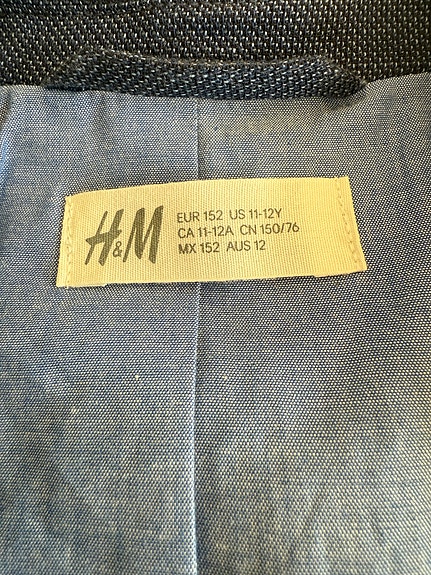 H&M
EUR 152 US 11-12Y
CA 11-12A CN 150/76
MX 152 AUS 12